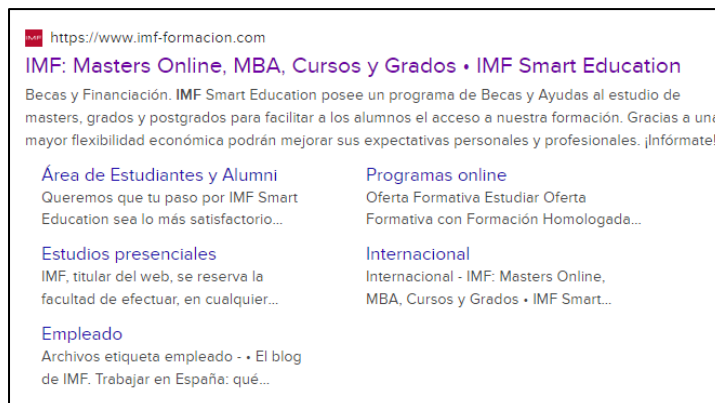 IMF https://www.imf-formacion.com
IMF: Masters Online, MBA, Cursos y Grados • IMF Smart Education
Becas y Financiación. IMF Smart Education posee un programa de Becas y Ayudas al estudio de
masters, grados y postgrados para facilitar a los alumnos el acceso a nuestra formación. Gracias a una
mayor flexibilidad económica podrán mejorar sus expectativas personales y profesionales. ¡Infórmate!
Área de Estudiantes y Alumni
Queremos que tu paso por IMF Smart
Education sea lo más satisfactorio...
Programas online
Oferta Formativa Estudiar Oferta
Formativa con Formación Homologada...
Estudios presenciales
IMF, titular del web, se reserva la
facultad de efectuar, en cualquier...
Internacional
Internacional - IMF: Masters Online,
MBA, Cursos y Grados • IMF Smart...
Empleado
Archivos etiqueta empleado - • El blog
de IMF. Trabajar en España: qué...